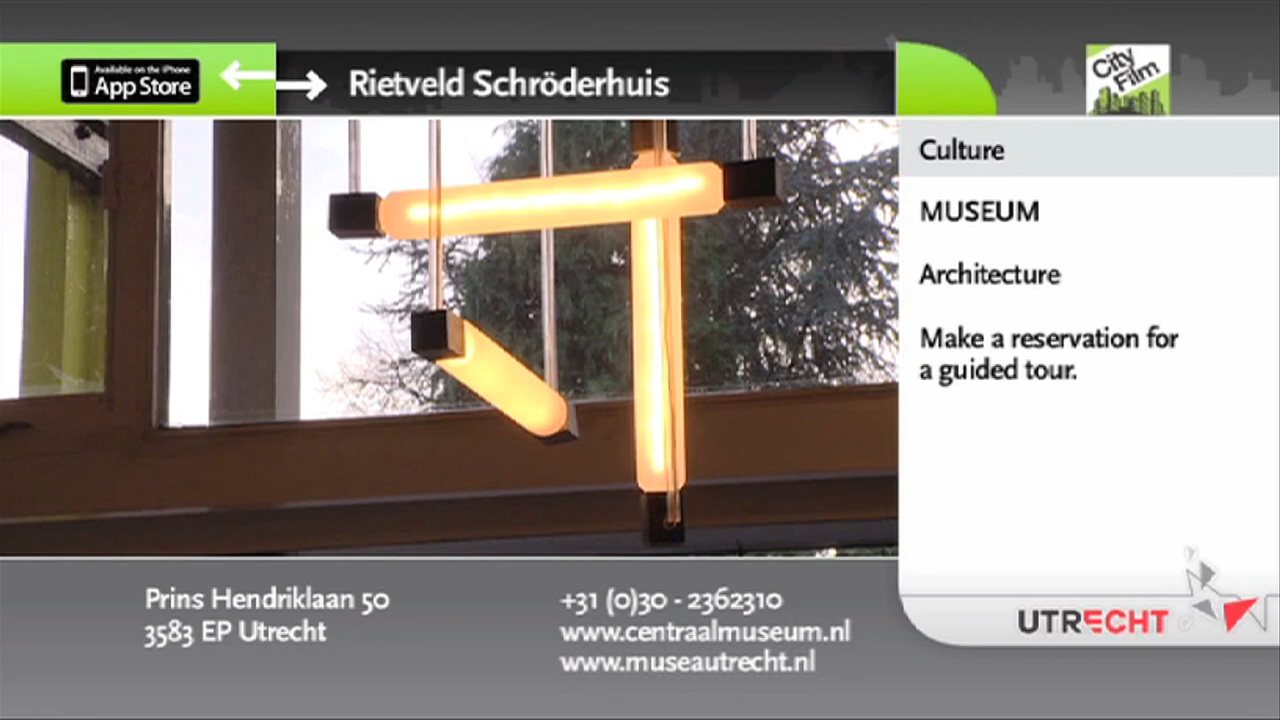 Available on the iPhone
App Store
Rietveld Schröderhuis
City
Film
Culture
MUSEUM
Architecture
Make a reservation for
a guided tour.
Prins Hendriklaan 50
3583 EP Utrecht
+31 (0)30 - 2362310
www.centraalmuseum.nl
www.museautrecht.nl
UTRECHT